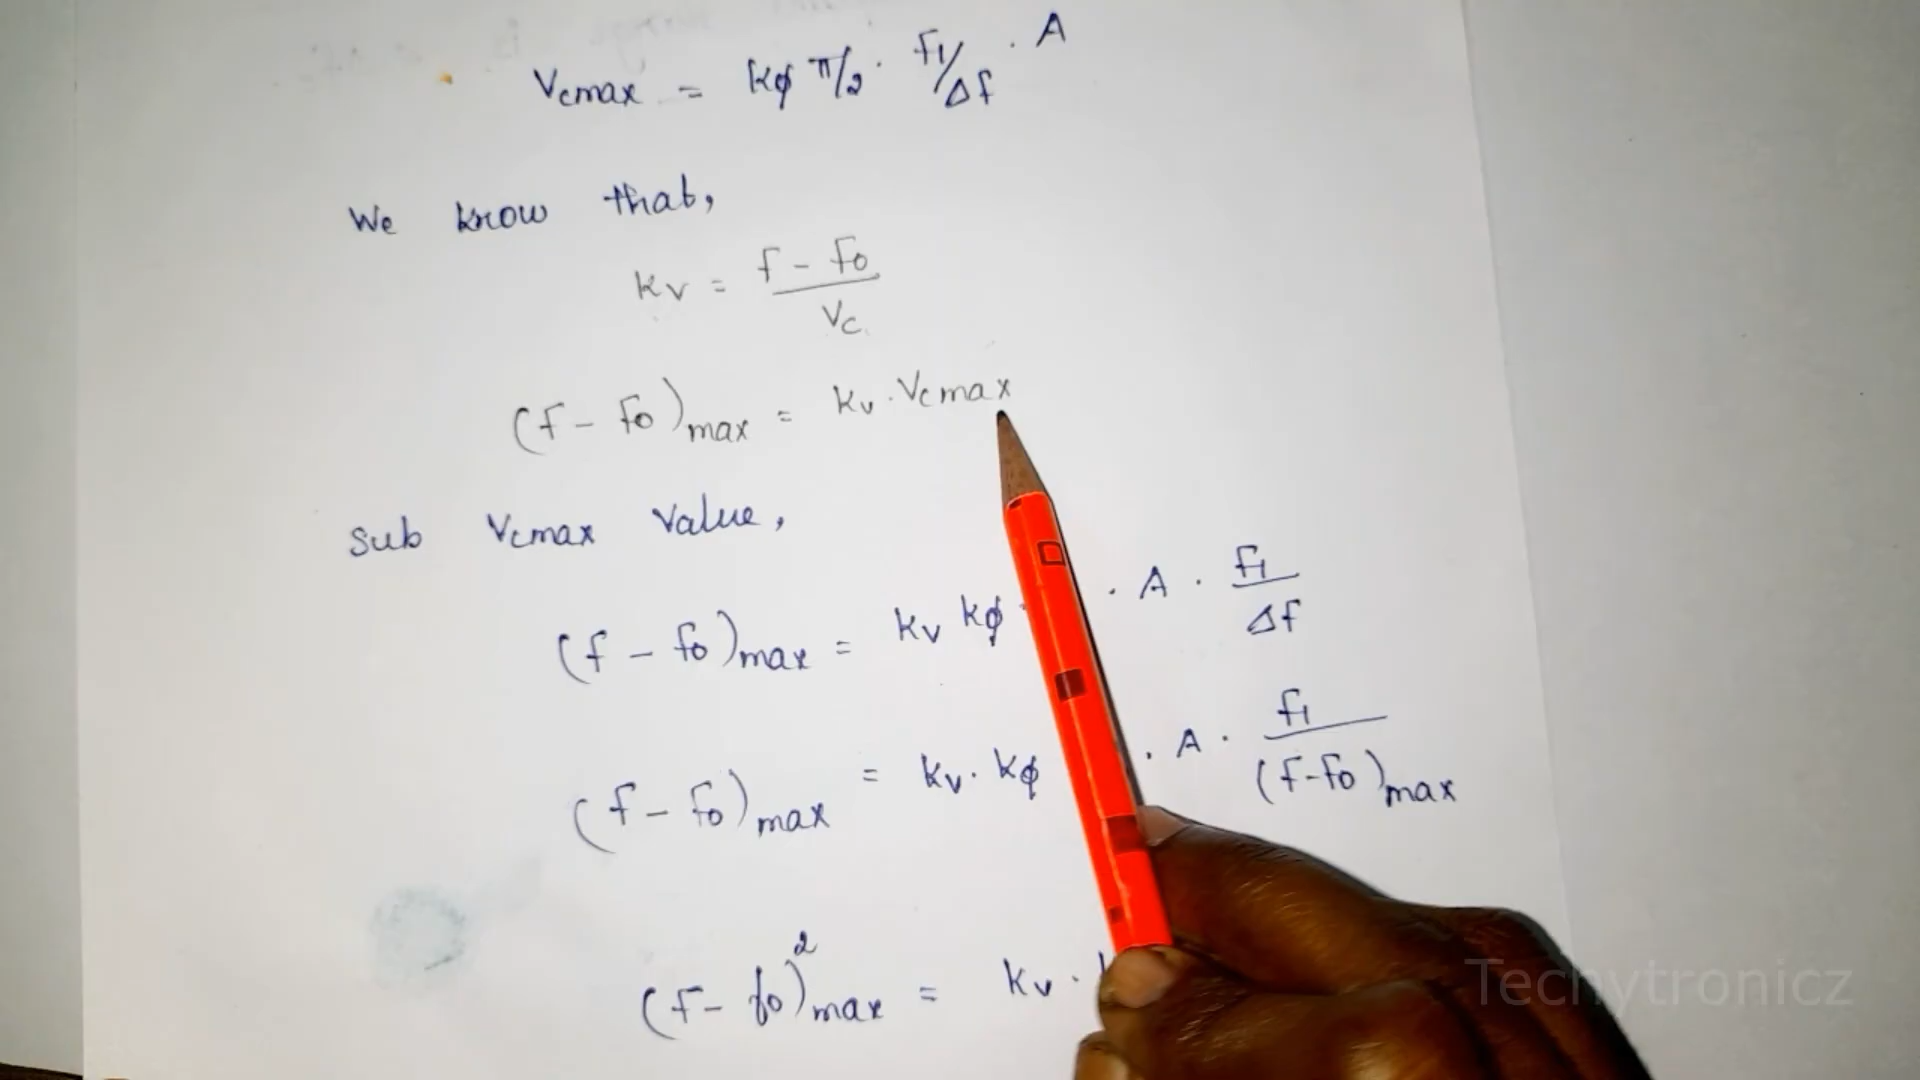 Vcmax = kφ π/2 · f1/Δf · A
We know that,
kv = f - fo / Vc
(f - fo)max = kv · Vcmax
Sub Vcmax Value,
(f - fo)max = kv kφ · A · f1/Δf
(f - fo)max = kv · kφ · A · f1/(f-fo)max
(f - fo)²max = kv ·
Techytronicz